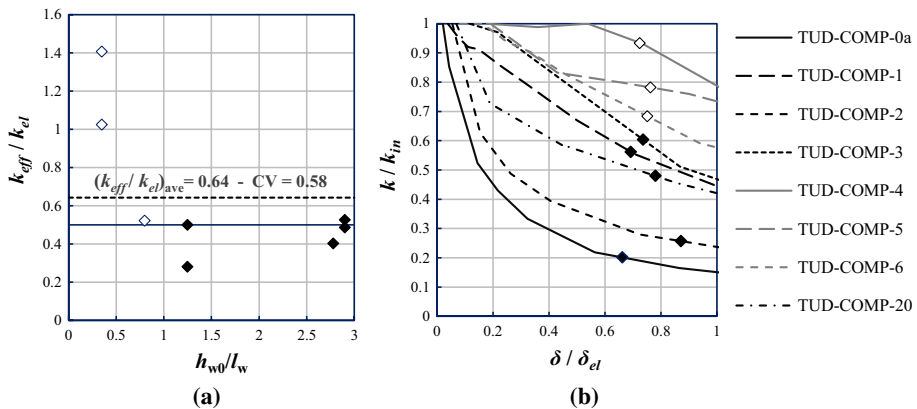 1.6
1.4
1.2
1
0.8
0.6
0.4
0.2
0
k_eff / k_el
(k_eff / k_el)_ave = 0.64 - CV = 0.58
0 0.5 1 1.5 2 2.5 3
h_w0/l_w
(a)
1
0.9
0.8
0.7
0.6
0.5
0.4
0.3
0.2
0.1
0
k / k_in
0 0.2 0.4 0.6 0.8 1
δ / δ_el
(b)
TUD-COMP-0a
TUD-COMP-1
TUD-COMP-2
TUD-COMP-3
TUD-COMP-4
TUD-COMP-5
TUD-COMP-6
TUD-COMP-20